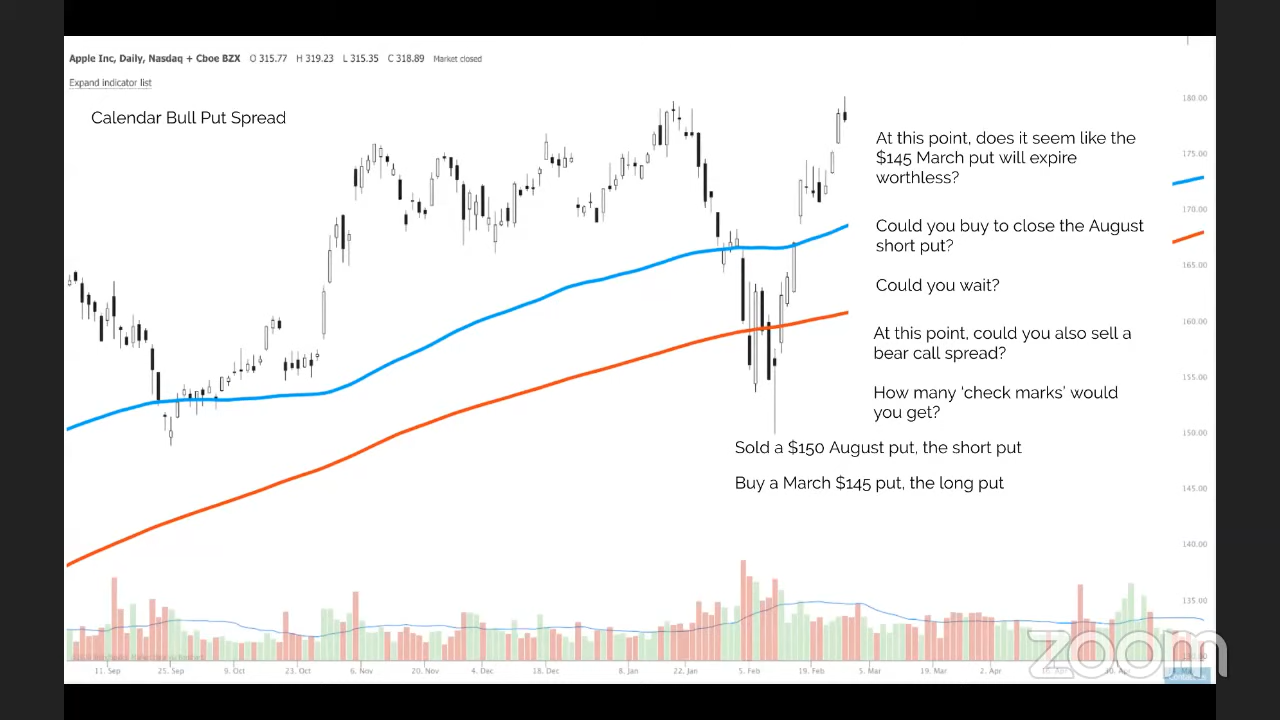 Apple Inc, Daily, Nasdaq + Cboe BZX O 315.77 H 319.23 L 315.35 C 318.89 Market closed
Expand indicator list
Calendar Bull Put Spread
180.00
At this point, does it seem like the
$145 March put will expire
worthless?
175.00
170.00
Could you buy to close the August
short put?
165.00
Could you wait?
160.00
At this point, could you also sell a
bear call spread?
155.00
How many ‘check marks’ would
you get?
150.00
Sold a $150 August put, the short put
Buy a March $145 put, the long put
145.00
140.00
135.00
zoom
11. Sep 25. Sep 9. Oct 23. Oct 6. Nov 20. Nov 4. Dec 18. Dec 8. Jan 22. Jan 5. Feb 19. Feb 5. Mar 19. Mar 2. Apr